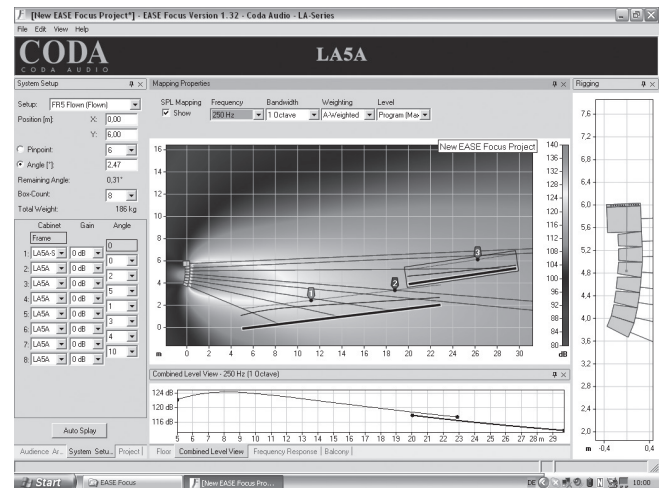 [New EASE Focus Project*] - EASE Focus Version 1.32 - Coda Audio - LA-Series
File Edit View Help
CODA
CODA AUDIO
LA5A
System Setup
Mapping Properties
Rigging
Setup: FR5 Flown (Flown)
Position [m]: X: 0,00
Y: 6,00
Pinpoint: 6
Angle [°]: 2,47
Remaining Angle: 0,31°
Box-Count: 8
Total Weight: 186 kg
Cabinet Gain Angle
Frame 0
1: LA5A-S 0 dB 0
2: LA5A 0 dB 2
3: LA5A 0 dB 5
4: LA5A 0 dB 1
5: LA5A 0 dB 3
6: LA5A 0 dB 4
7: LA5A 0 dB 10
8: LA5A 0 dB
Auto Splay
Audience Ar... System Setu... Project
SPL Mapping Frequency Bandwidth Weighting Level
Show 250 Hz 1 Octave A-Weighted Program (Max
New EASE Focus Project
16
14
12
10
8
6
4
2
0
m 0 2 4 6 8 10 12 14 16 18 20 22 24 26 28 30
1
2
3
140
136
132
128
124
120
116
112
108
104
100
96
92
88
84
80
dB
Combined Level View - 250 Hz (1 Octave)
124 dB
120 dB
116 dB
5 6 7 8 9 10 11 12 13 14 15 16 17 18 19 20 21 22 23 24 25 26 27 28 m 29
Floor Combined Level View Frequency Response Balcony
7,6
7,2
6,8
6,4
6,0
5,6
5,2
4,8
4,4
4,0
3,6
3,2
2,8
2,4
2,0
m -0,4 0,4
Start
EASE Focus
[New EASE Focus Pro...
DE
10:00